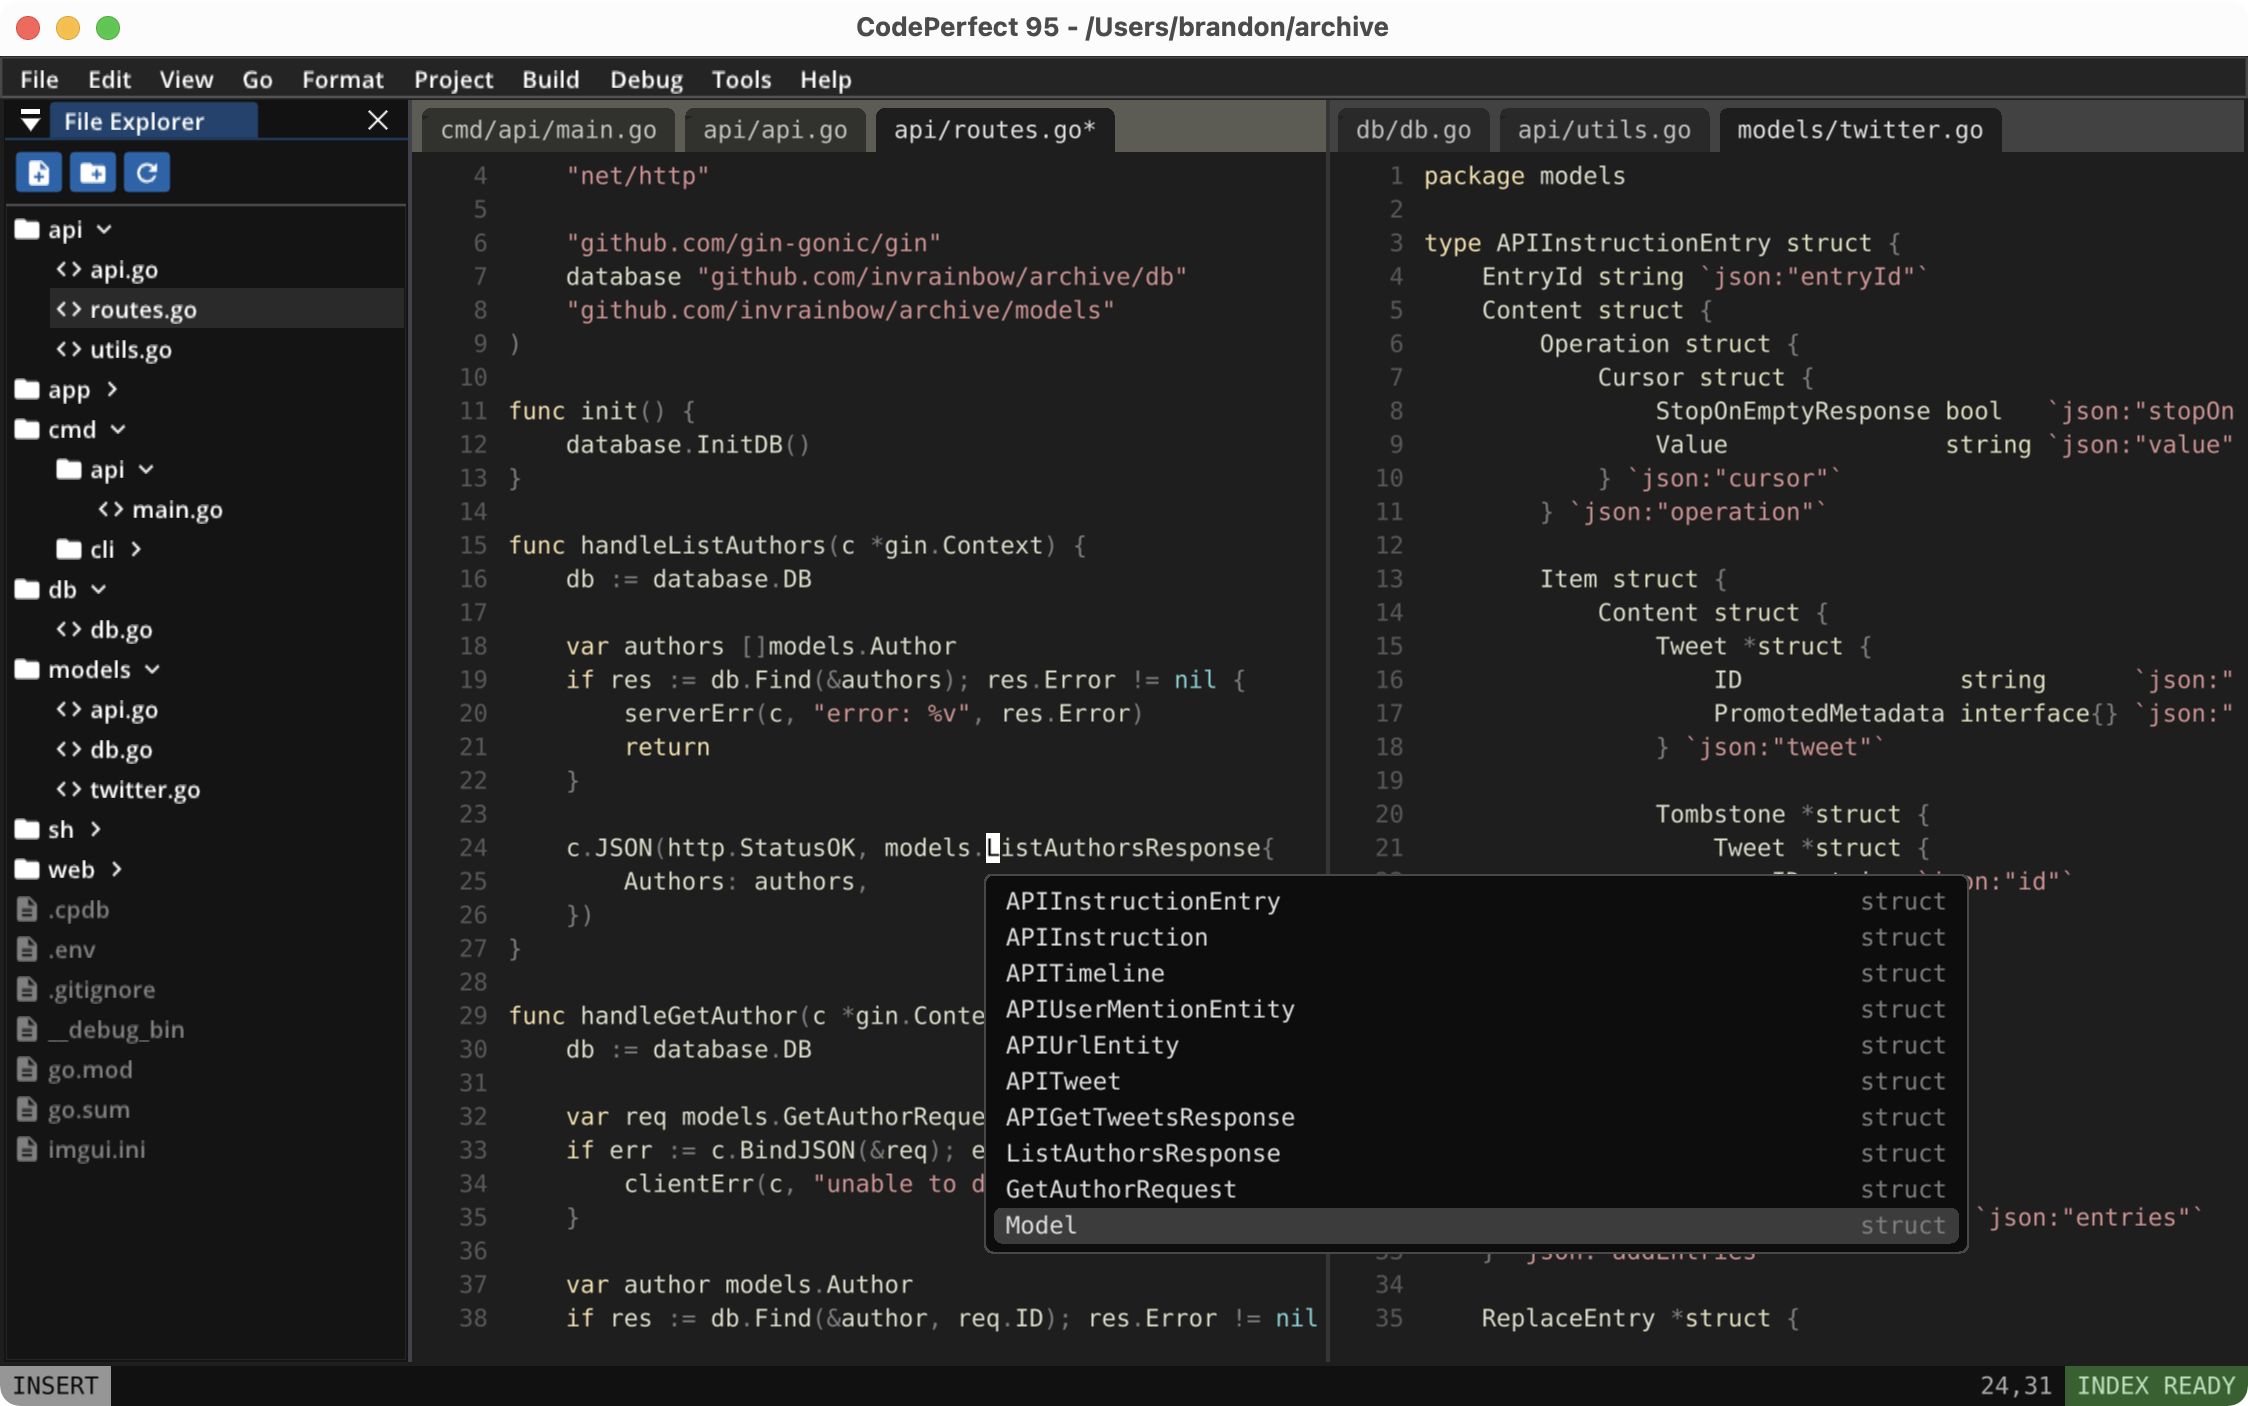 CodePerfect 95 - /Users/brandon/archive
File Edit View Go Format Project Build Debug Tools Help
File Explorer
api
api.go
routes.go
utils.go
app
cmd
api
main.go
cli
db
db.go
models
api.go
db.go
twitter.go
sh
web
.cpdb
.env
.gitignore
__debug_bin
go.mod
go.sum
imgui.ini
cmd/api/main.go api/api.go api/routes.go*
4 "net/http"
5
6 "github.com/gin-gonic/gin"
7 database "github.com/invrainbow/archive/db"
8 "github.com/invrainbow/archive/models"
9 )
10
11 func init() {
12 database.InitDB()
13 }
14
15 func handleListAuthors(c *gin.Context) {
16 db := database.DB
17
18 var authors []models.Author
19 if res := db.Find(&authors); res.Error != nil {
20 serverErr(c, "error: %v", res.Error)
21 return
22 }
23
24 c.JSON(http.StatusOK, models.ListAuthorsResponse{
25 Authors: authors,
26 })
27 }
28
29 func handleGetAuthor(c *gin.Conte
30 db := database.DB
31
32 var req models.GetAuthorReque
33 if err := c.BindJSON(&req); e
34 clientErr(c, "unable to d
35 }
36
37 var author models.Author
38 if res := db.Find(&author, req.ID); res.Error != nil
APIInstructionEntry struct
APIInstruction struct
APITimeline struct
APIUserMentionEntity struct
APIUrlEntity struct
APITweet struct
APIGetTweetsResponse struct
ListAuthorsResponse struct
GetAuthorRequest struct
Model struct
db/db.go api/utils.go models/twitter.go
1 package models
2
3 type APIInstructionEntry struct {
4 EntryId string `json:"entryId"`
5 Content struct {
6 Operation struct {
7 Cursor struct {
8 StopOnEmptyResponse bool `json:"stopOn
9 Value string `json:"value"
10 } `json:"cursor"`
11 } `json:"operation"`
12
13 Item struct {
14 Content struct {
15 Tweet *struct {
16 ID string `json:"
17 PromotedMetadata interface{} `json:"
18 } `json:"tweet"`
19
20 Tombstone *struct {
21 Tweet *struct {
on:"id"`
`json:"entries"`
34
35 ReplaceEntry *struct {
INSERT
24,31 INDEX READY